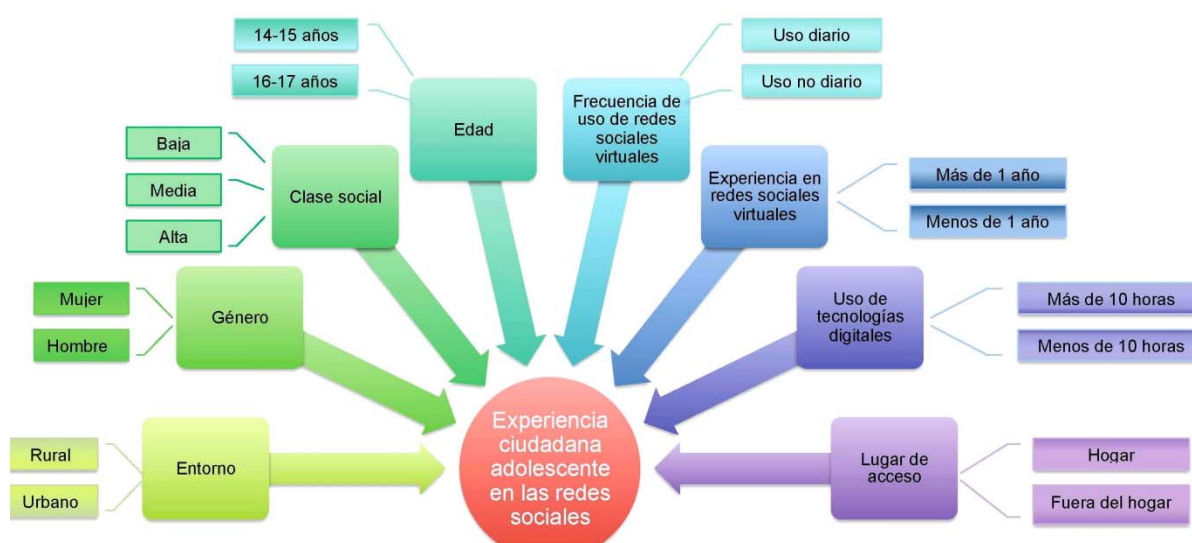 14-15 años
16-17 años
Edad
Uso diario
Uso no diario
Frecuencia de
uso de redes
sociales
virtuales
Baja
Media
Alta
Clase social
Más de 1 año
Menos de 1 año
Experiencia en
redes sociales
virtuales
Mujer
Hombre
Género
Más de 10 horas
Menos de 10 horas
Uso de
tecnologías
digitales
Rural
Urbano
Entorno
Experiencia
ciudadana
adolescente
en las redes
sociales
Lugar de
acceso
Hogar
Fuera del hogar